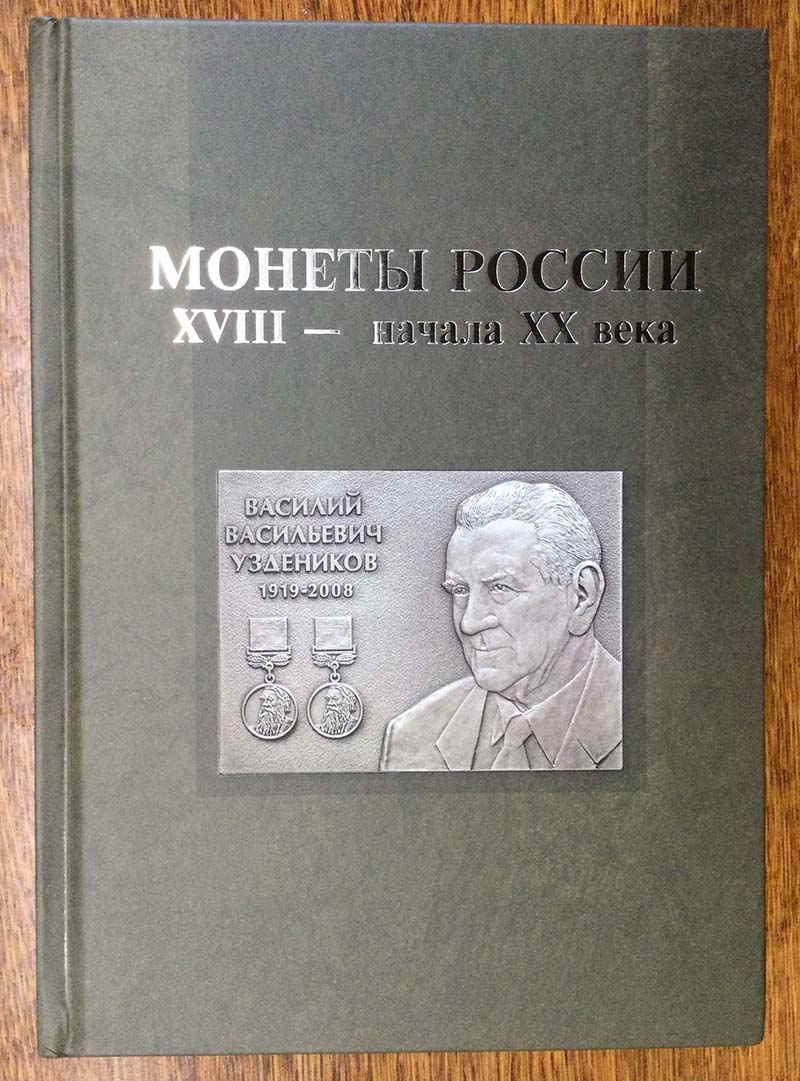 МОНЕТЫ РОССИИ
XVIII — начала XX века
ВАСИЛИЙ
ВАСИЛЬЕВИЧ
УЗДЕНИКОВ
1919-2008